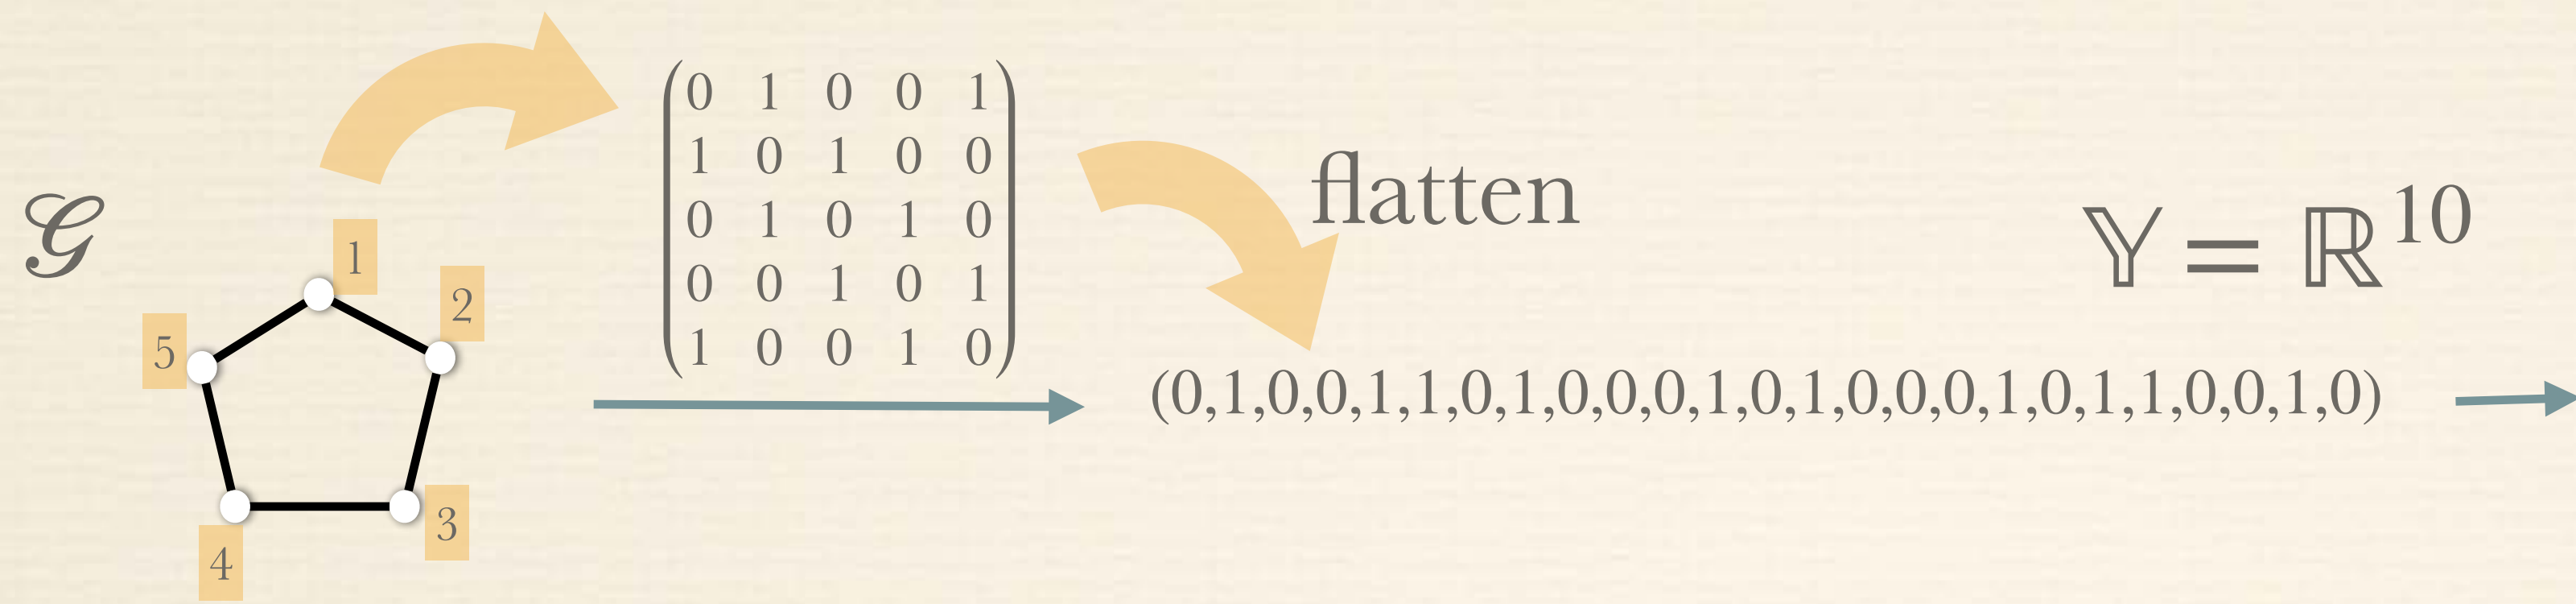 𝒢
1
2
5
3
4
0 1 0 0 1
1 0 1 0 0
0 1 0 1 0
0 0 1 0 1
1 0 0 1 0
flatten
𝕐 = ℝ¹⁰
(0,1,0,0,1,1,0,1,0,0,0,1,0,1,0,0,0,1,0,1,1,0,0,1,0)